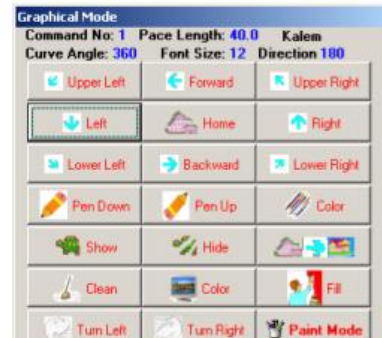 Graphical Mode
Command No: 1 Pace Length: 40.0 Kalem
Curve Angle: 360 Font Size: 12 Direction 180
Upper Left Forward Upper Right
Left Home Right
Lower Left Backward Lower Right
Pen Down Pen Up Color
Show Hide
Clean Color Fill
Turn Left Turn Right Paint Mode